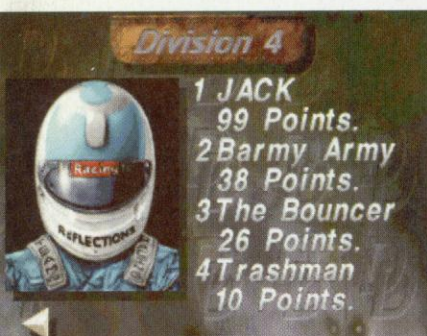 Division 4
1 JACK
99 Points.
2 Barmy Army
38 Points.
3 The Bouncer
26 Points.
4 Trashman
10 Points.
Racing
REFLECTIONS